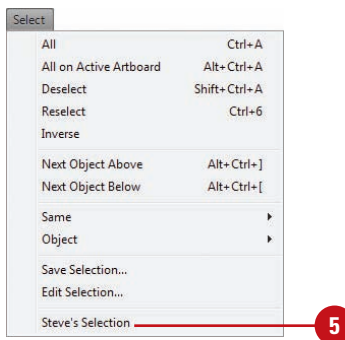 Select
All Ctrl+A
All on Active Artboard Alt+Ctrl+A
Deselect Shift+Ctrl+A
Reselect Ctrl+6
Inverse
Next Object Above Alt+Ctrl+]
Next Object Below Alt+Ctrl+[
Same
Object
Save Selection...
Edit Selection...
Steve's Selection 5